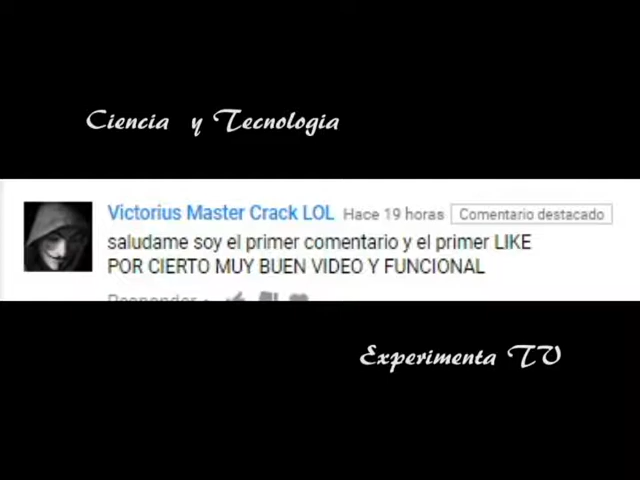 Ciencia y Tecnologia
Victorius Master Crack LOL Hace 19 horas Comentario destacado
saludame soy el primer comentario y el primer LIKE
POR CIERTO MUY BUEN VIDEO Y FUNCIONAL
Responder
Experimenta TV